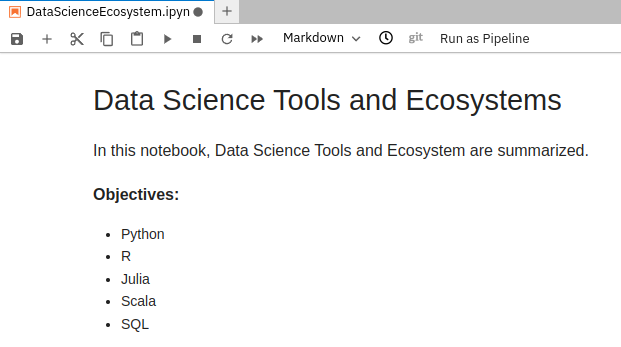 DataScienceEcosystem.ipyn
Markdown git Run as Pipeline
Data Science Tools and Ecosystems
In this notebook, Data Science Tools and Ecosystem are summarized.
Objectives:
• Python
• R
• Julia
• Scala
• SQL